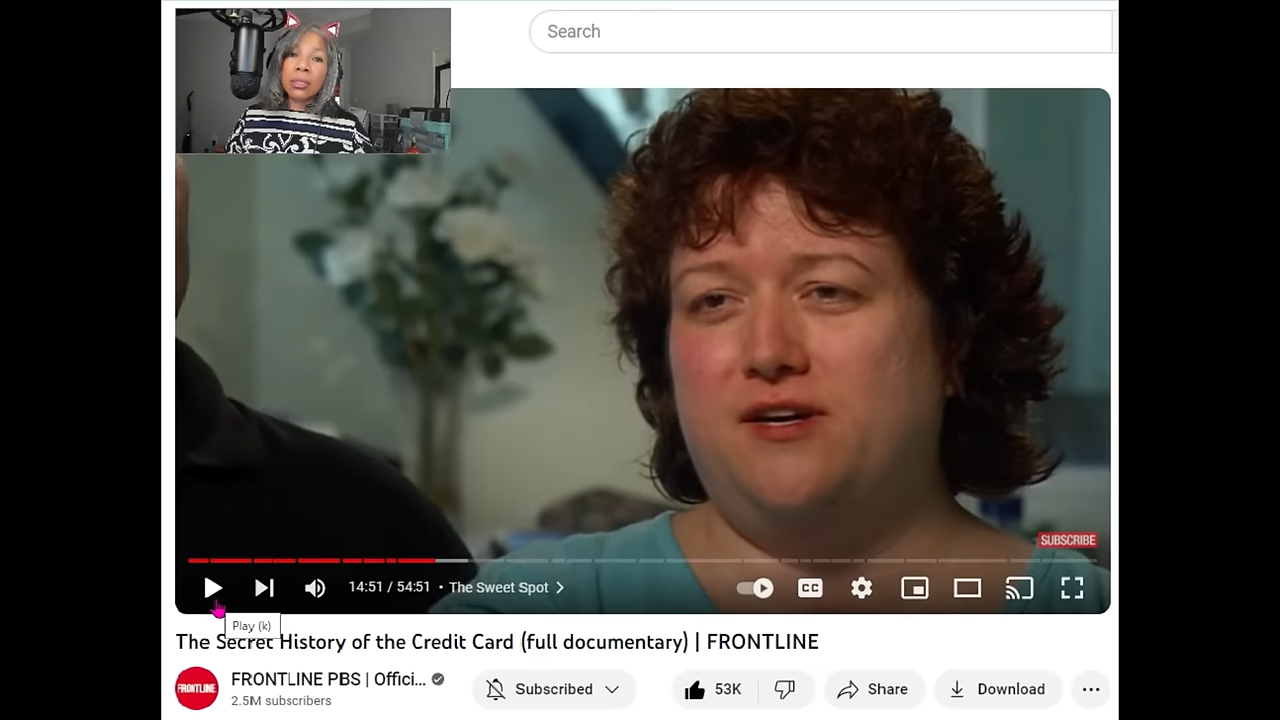 Search
SUBSCRIBE
14:51 / 54:51 • The Sweet Spot
Play (k)
The Secret History of the Credit Card (full documentary) | FRONTLINE
FRONTLINE
FRONTLINE PBS | Offici...
2.5M subscribers
Subscribed
53K
Share
Download
CC